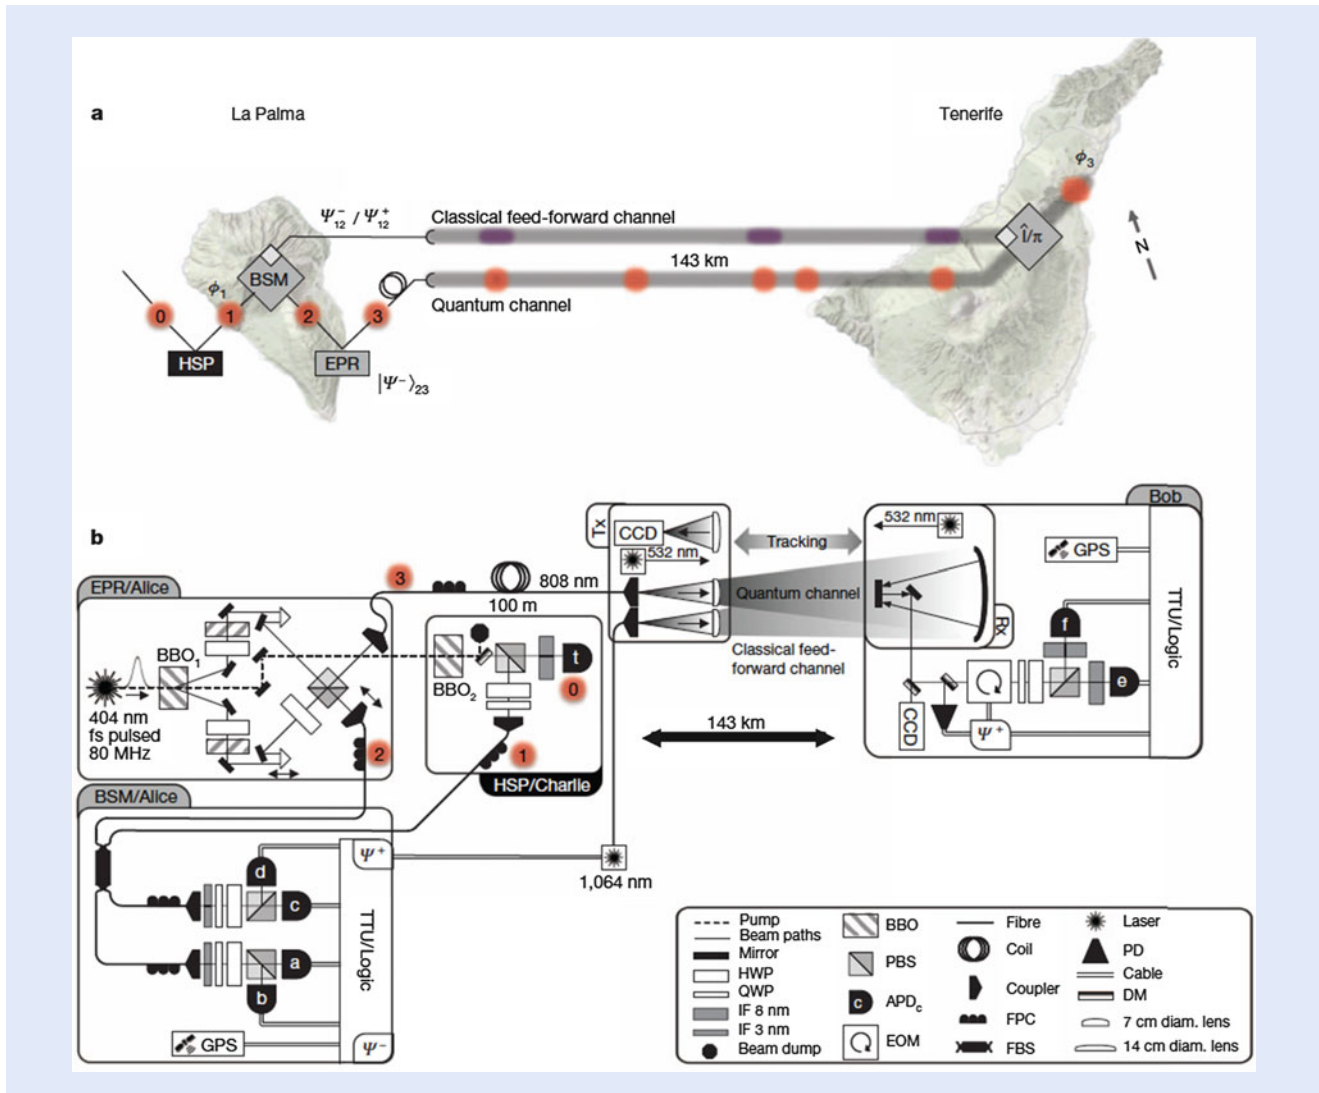 a
La Palma
Tenerife
ϕ3
Ψ⁻12 / Ψ⁺12
Classical feed-forward channel
Î/π
N
143 km
BSM
ϕ1
Quantum channel
0
1
2
3
HSP
EPR
|Ψ⁻⟩23
b
Bob
Tx
CCD
532 nm
Tracking
532 nm
GPS
EPR/Alice
3
808 nm
100 m
Quantum channel
Rx
f
TTU/Logic
BBO1
BBO2
t
0
Classical feed-
forward channel
e
404 nm
fs pulsed
80 MHz
143 km
CCD
Ψ⁺
2
1
HSP/Charlie
BSM/Alice
Ψ⁺
1,064 nm
d
c
a
b
TTU/Logic
GPS
Ψ⁻
Pump
Beam paths
Mirror
HWP
QWP
IF 8 nm
IF 3 nm
Beam dump
BBO
PBS
c
APDc
EOM
Fibre
Coil
Coupler
FPC
FBS
Laser
PD
Cable
DM
7 cm diam. lens
14 cm diam. lens